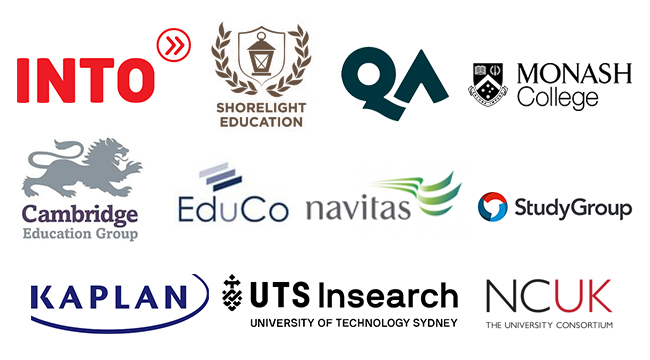 INTO
SHORELIGHT
EDUCATION
QA
MONASH
College
Cambridge
Education Group
EduCo
navitas
StudyGroup
KAPLAN
UTS Insearch
UNIVERSITY OF TECHNOLOGY SYDNEY
NCUK
THE UNIVERSITY CONSORTIUM